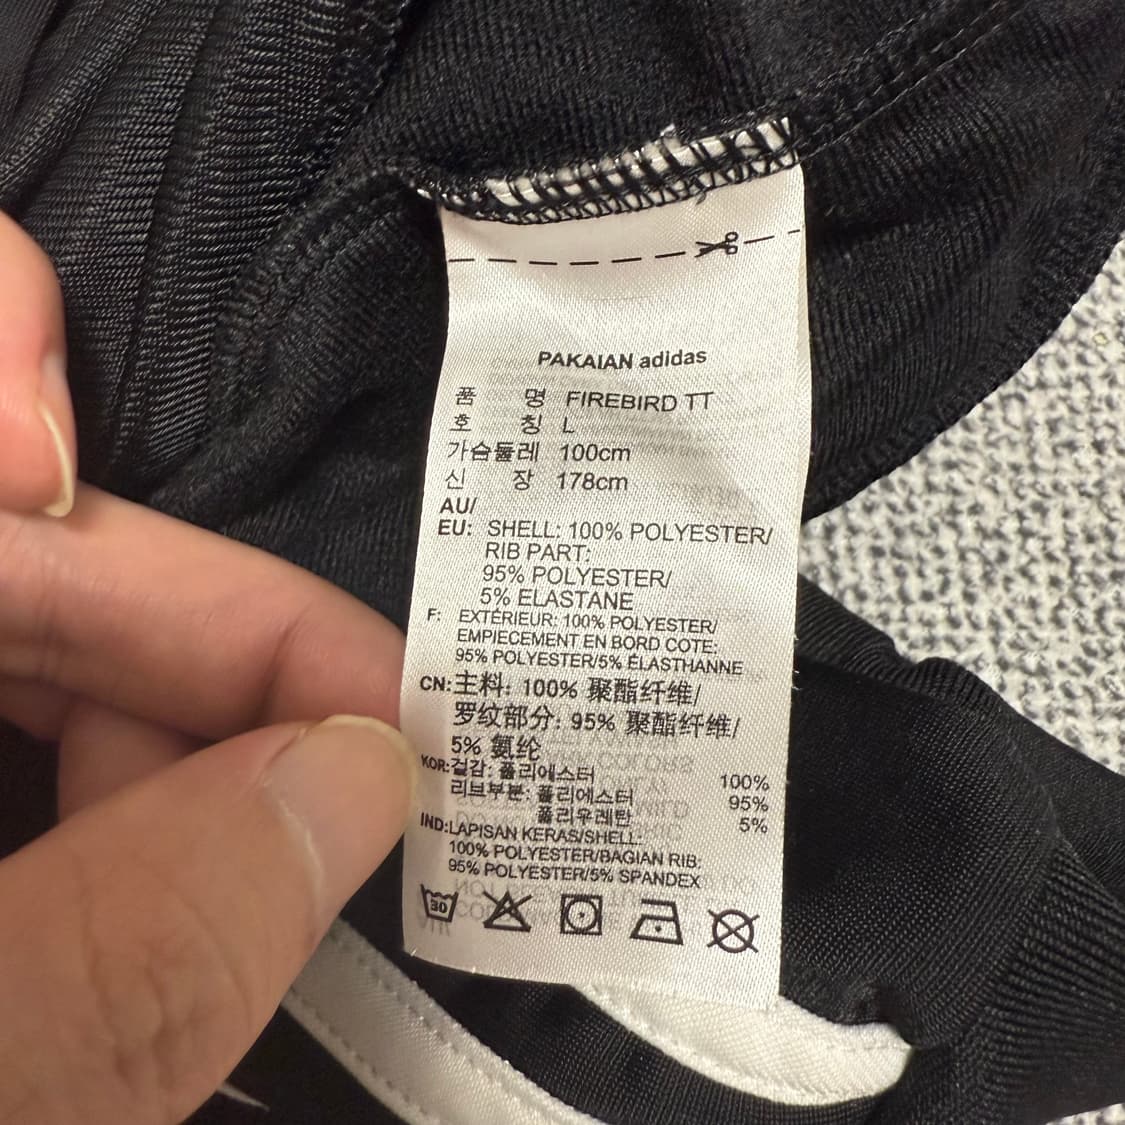 PAKAIAN adidas
품 명 FIREBIRD TT
호 칭 L
가슴둘레 100cm
신 장 178cm
AU/
EU: SHELL: 100% POLYESTER/
RIB PART:
95% POLYESTER/
5% ELASTANE
F: EXTÉRIEUR: 100% POLYESTER/
EMPIECEMENT EN BORD COTE:
95% POLYESTER/5% ÉLASTHANNE
CN: 主料: 100% 聚酯纤维/
罗纹部分: 95% 聚酯纤维/
5% 氨纶
KOR: 겉감: 폴리에스터 100%
리브부분: 폴리에스터 95%
폴리우레탄 5%
IND: LAPISAN KERAS/SHELL:
100% POLYESTER/BAGIAN RIB:
95% POLYESTER/5% SPANDEX
30